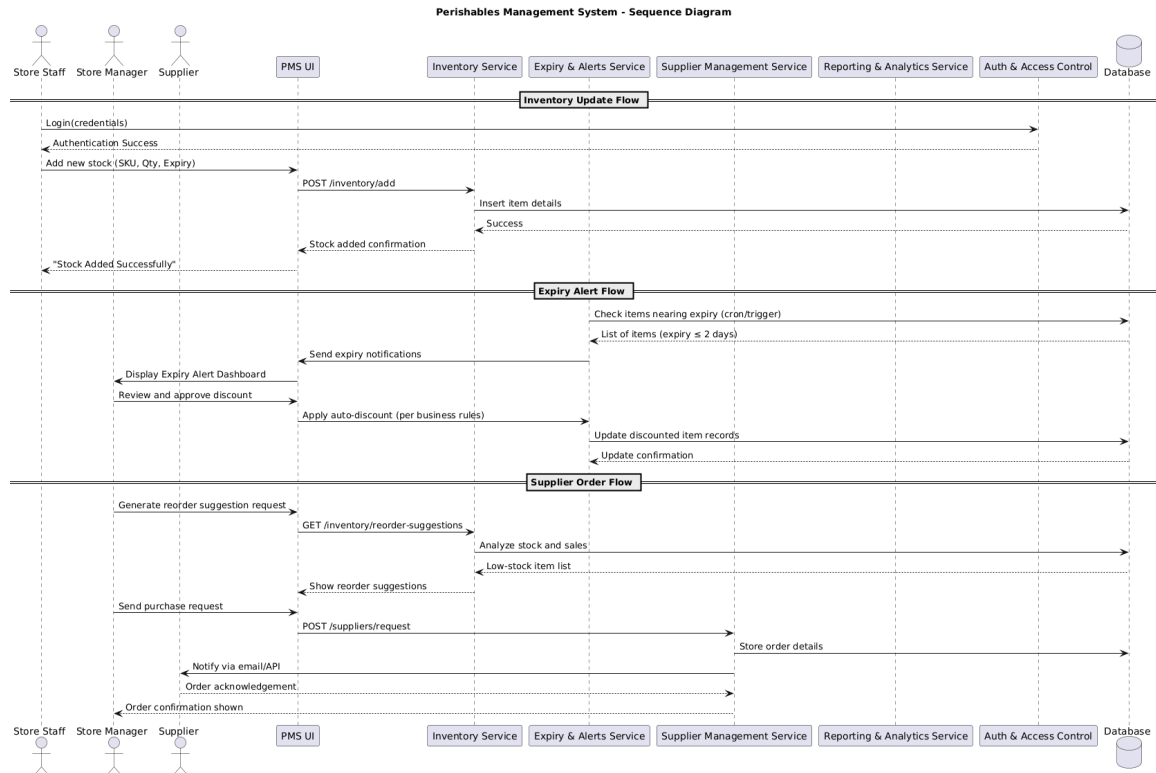 Perishables Management System - Sequence Diagram
Store Staff
Store Manager
Supplier
PMS UI
Inventory Service
Expiry & Alerts Service
Supplier Management Service
Reporting & Analytics Service
Auth & Access Control
Database
Inventory Update Flow
Login(credentials)
Authentication Success
Add new stock (SKU, Qty, Expiry)
POST /inventory/add
Insert item details
Success
Stock added confirmation
"Stock Added Successfully"
Expiry Alert Flow
Check items nearing expiry (cron/trigger)
List of items (expiry ≤ 2 days)
Send expiry notifications
Display Expiry Alert Dashboard
Review and approve discount
Apply auto-discount (per business rules)
Update discounted item records
Update confirmation
Supplier Order Flow
Generate reorder suggestion request
GET /inventory/reorder-suggestions
Analyze stock and sales
Low-stock item list
Show reorder suggestions
Send purchase request
POST /suppliers/request
Store order details
Notify via email/API
Order acknowledgement
Order confirmation shown
Store Staff
Store Manager
Supplier
PMS UI
Inventory Service
Expiry & Alerts Service
Supplier Management Service
Reporting & Analytics Service
Auth & Access Control
Database